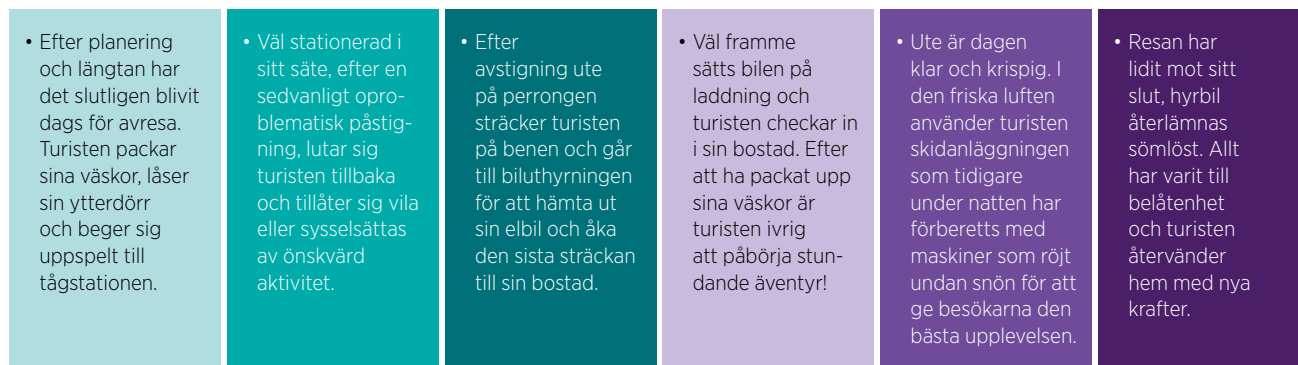 • Efter planering
och längtan har
det slutligen blivit
dags för avresa.
Turisten packar
sina väskor, låser
sin ytterdörr
och beger sig
uppspelt till
tågstationen.
• Väl stationerad i
sitt säte, efter en
sedvanligt opro-
blematisk påstig-
ning, lutar sig
turisten tillbaka
och tillåter sig vila
eller sysselsättas
av önskvärd
aktivitet.
• Efter
avstigning ute
på perrongen
sträcker turisten
på benen och går
till biluthyrningen
för att hämta ut
sin elbil och åka
den sista sträckan
till sin bostad.
• Väl framme
sätts bilen på
laddning och
turisten checkar in
i sin bostad. Efter
att ha packat upp
sina väskor är
turisten ivrig
att påbörja stun-
dande äventyr!
• Ute är dagen
klar och krispig. I
den friska luften
använder turisten
skidanläggningen
som tidigare
under natten har
förberetts med
maskiner som röjt
undan snön för att
ge besökarna den
bästa upplevelsen.
• Resan har
lidit mot sitt
slut, hyrbil
återlämnas
sömlöst. Allt
har varit till
belåtenhet
och turisten
återvänder
hem med nya
krafter.